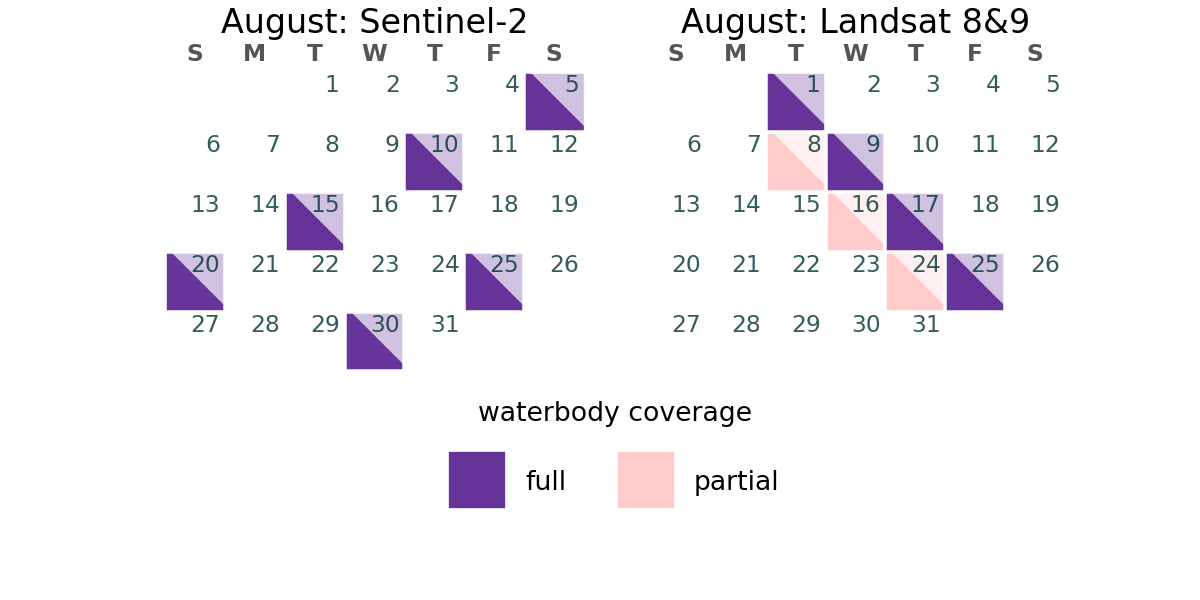 August: Sentinel-2
S M T W T F S
1 2 3 4 5
6 7 8 9 10 11 12
13 14 15 16 17 18 19
20 21 22 23 24 25 26
27 28 29 30 31
August: Landsat 8&9
S M T W T F S
1 2 3 4 5
6 7 8 9 10 11 12
13 14 15 16 17 18 19
20 21 22 23 24 25 26
27 28 29 30 31
waterbody coverage
full
partial